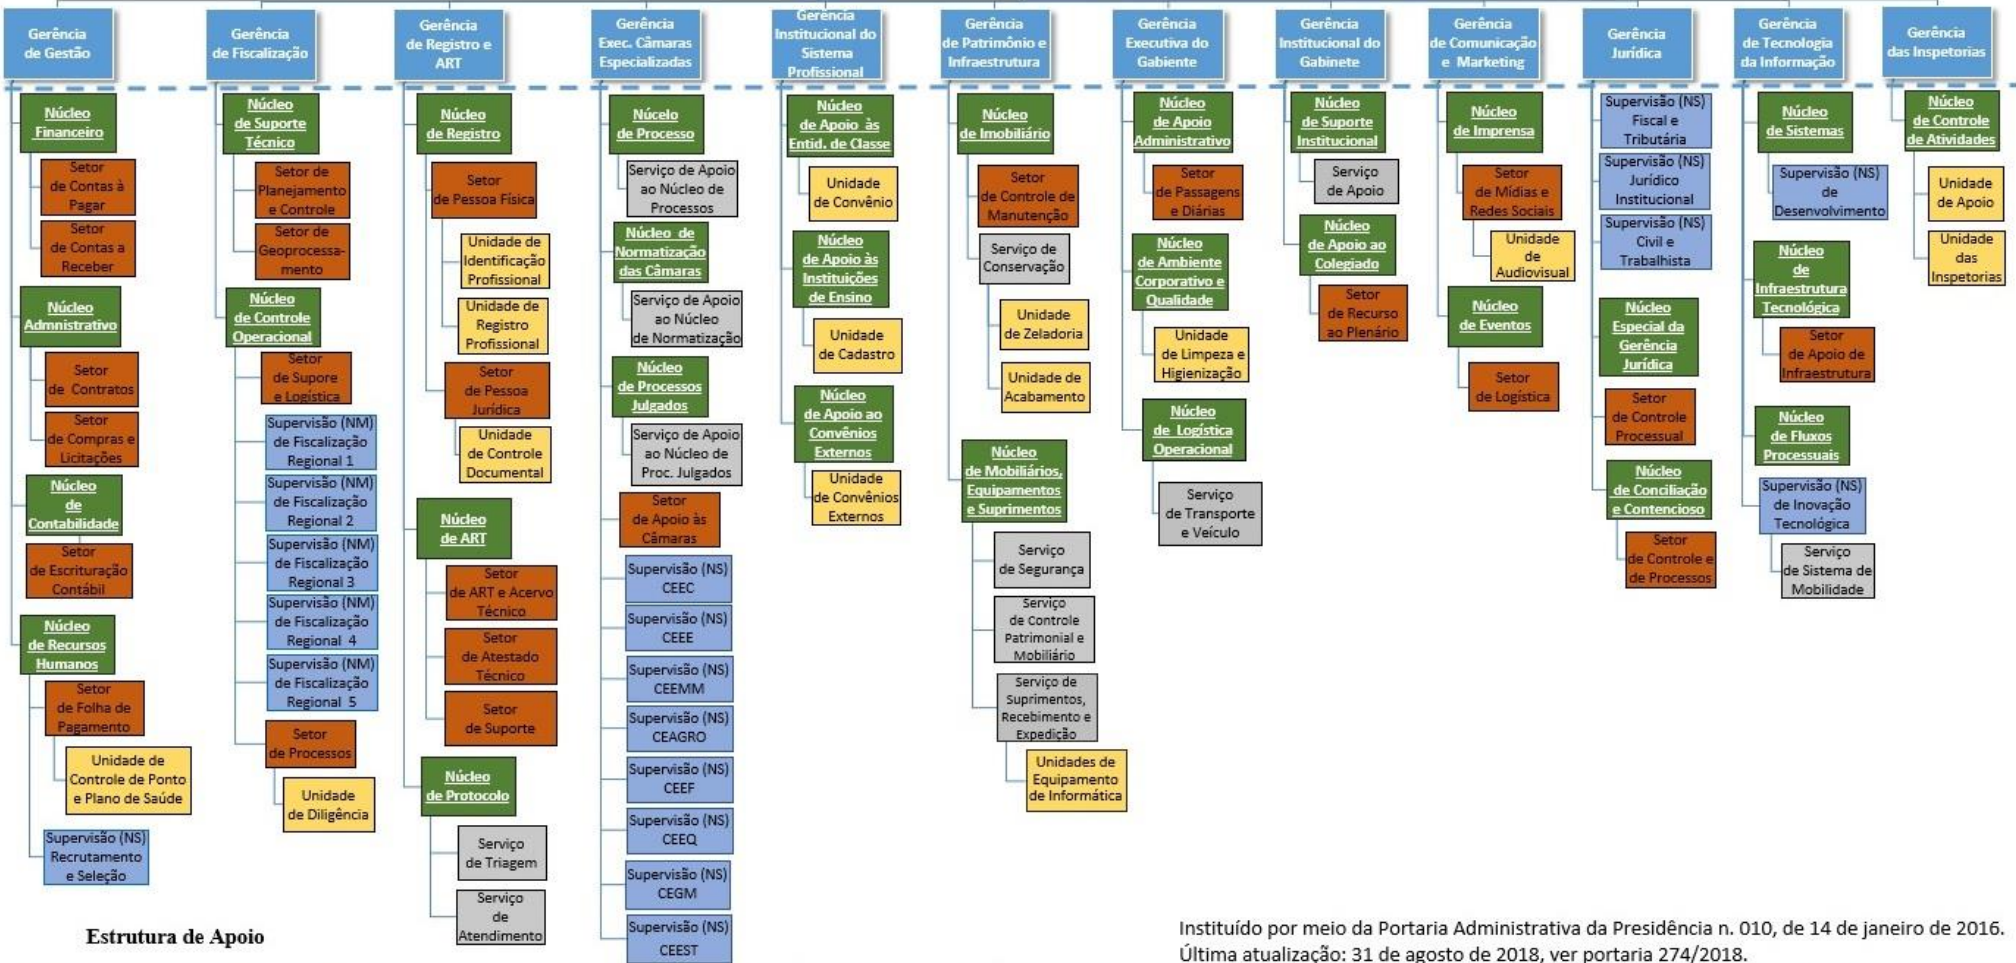 Gerência
de Gestão
Núcleo
Financeiro
Setor
de Contas à
Pagar
Setor
de Contas a
Receber
Núcleo
Admnistrativo
Setor
de Contratos
Setor
de Compras e
Licitações
Núcleo
de
Contabilidade
Setor
de Escrituração
Contábil
Núcleo
de Recursos
Humanos
Setor
de Folha de
Pagamento
Unidade de
Controle de Ponto
e Plano de Saúde
Supervisão (NS)
Recrutamento
e Seleção
Gerência
de Fiscalização
Núcleo
de Suporte
Técnico
Setor de
Planejamento
e Controle
Setor de
Geoprocessa-
mento
Núcleo
de Controle
Operacional
Setor
de Supore
e Logística
Supervisão (NM)
de Fiscalização
Regional 1
Supervisão (NM)
de Fiscalização
Regional 2
Supervisão (NM)
de Fiscalização
Regional 3
Supervisão (NM)
de Fiscalização
Regional 4
Supervisão (NM)
de Fiscalização
Regional 5
Setor
de Processos
Unidade
de Diligência
Gerência
de Registro e
ART
Núcleo
de Registro
Setor
de Pessoa Física
Unidade de
Identificação
Profissional
Unidade de
Registro
Profissional
Setor
de Pessoa
Jurídica
Unidade
de Controle
Documental
Núcleo
de ART
Setor
de ART e Acervo
Técnico
Setor
de Atestado
Técnico
Setor
de Suporte
Núcleo
de Protocolo
Serviço
de Triagem
Serviço
de
Atendimento
Gerência
Exec. Câmaras
Especializadas
Núcelo
de Processo
Serviço de Apoio
ao Núcleo de
Processos
Núcleo de
Normatização
das Câmaras
Serviço de Apoio
ao Núcleo
de Normatização
Núcleo
de Processos
Julgados
Serviço de Apoio
ao Núcleo de
Proc. Julgados
Setor
de Apoio às
Câmaras
Supervisão (NS)
CEEC
Supervisão (NS)
CEEE
Supervisão (NS)
CEEMM
Supervisão (NS)
CEAGRO
Supervisão (NS)
CEEF
Supervisão (NS)
CEEQ
Supervisão (NS)
CEGM
Supervisão (NS)
CEEST
Gerência
Institucional do
Sistema
Profissional
Núcleo
de Apoio às
Entid. de Classe
Unidade
de Convênio
Núcleo
de Apoio às
Instituições
de Ensino
Unidade
de Cadastro
Núcleo
de Apoio ao
Convênios
Externos
Unidade
de Convênios
Externos
Gerência
de Patrimônio e
Infraestrutura
Núcleo
de Imobiliário
Setor
de Controle de
Manutenção
Serviço de
Conservação
Unidade
de Zeladoria
Unidade de
Acabamento
Núcleo
de Mobiliários,
Equipamentos
e Suprimentos
Serviço
de Segurança
Serviço
de Controle
Patrimonial e
Mobiliário
Serviço de
Suprimentos,
Recebimento e
Expedição
Unidades de
Equipamento
de Informática
Gerência
Executiva do
Gabiente
Núcleo
de Apoio
Administrativo
Setor
de Passagens
e Diárias
Núcleo
de Ambiente
Corporativo e
Qualidade
Unidade
de Limpeza e
Higienização
Núcleo
de Logística
Operacional
Serviço
de Transporte
e Veículo
Gerência
Institucional do
Gabinete
Núcleo
de Suporte
Institucional
Serviço
de Apoio
Núcleo
de Apoio ao
Colegiado
Setor
de Recurso
ao Plenário
Gerência
de Comunicação
e Marketing
Núcleo
de Imprensa
Setor
de Mídias e
Redes Sociais
Unidade
de
Audiovisual
Núcleo
de Eventos
Setor
de Logística
Gerência
Jurídica
Supervisão (NS)
Fiscal e
Tributária
Supervisão (NS)
Jurídico
Institucional
Supervisão (NS)
Civil e
Trabalhista
Núcleo
Especial da
Gerência
Jurídica
Setor
de Controle
Processual
Núcleo
de Conciliação
e Contencioso
Setor
de Controle e
de Processos
Gerência
de Tecnologia
da Informação
Núcleo
de Sistemas
Supervisão (NS)
de
Desenvolvimento
Núcleo
de
Infraestrutura
Tecnológica
Setor
de Apoio de
Infraestrutura
Núcleo
de Fluxos
Processuais
Supervisão (NS)
de Inovação
Tecnológica
Serviço
de Sistema de
Mobilidade
Gerência
das Inspetorias
Núcleo
de Controle
de Atividades
Unidade
de Apoio
Unidade
das
Inspetorias
Estrutura de Apoio
Instituído por meio da Portaria Administrativa da Presidência n. 010, de 14 de janeiro de 2016.
Última atualização: 31 de agosto de 2018, ver portaria 274/2018.